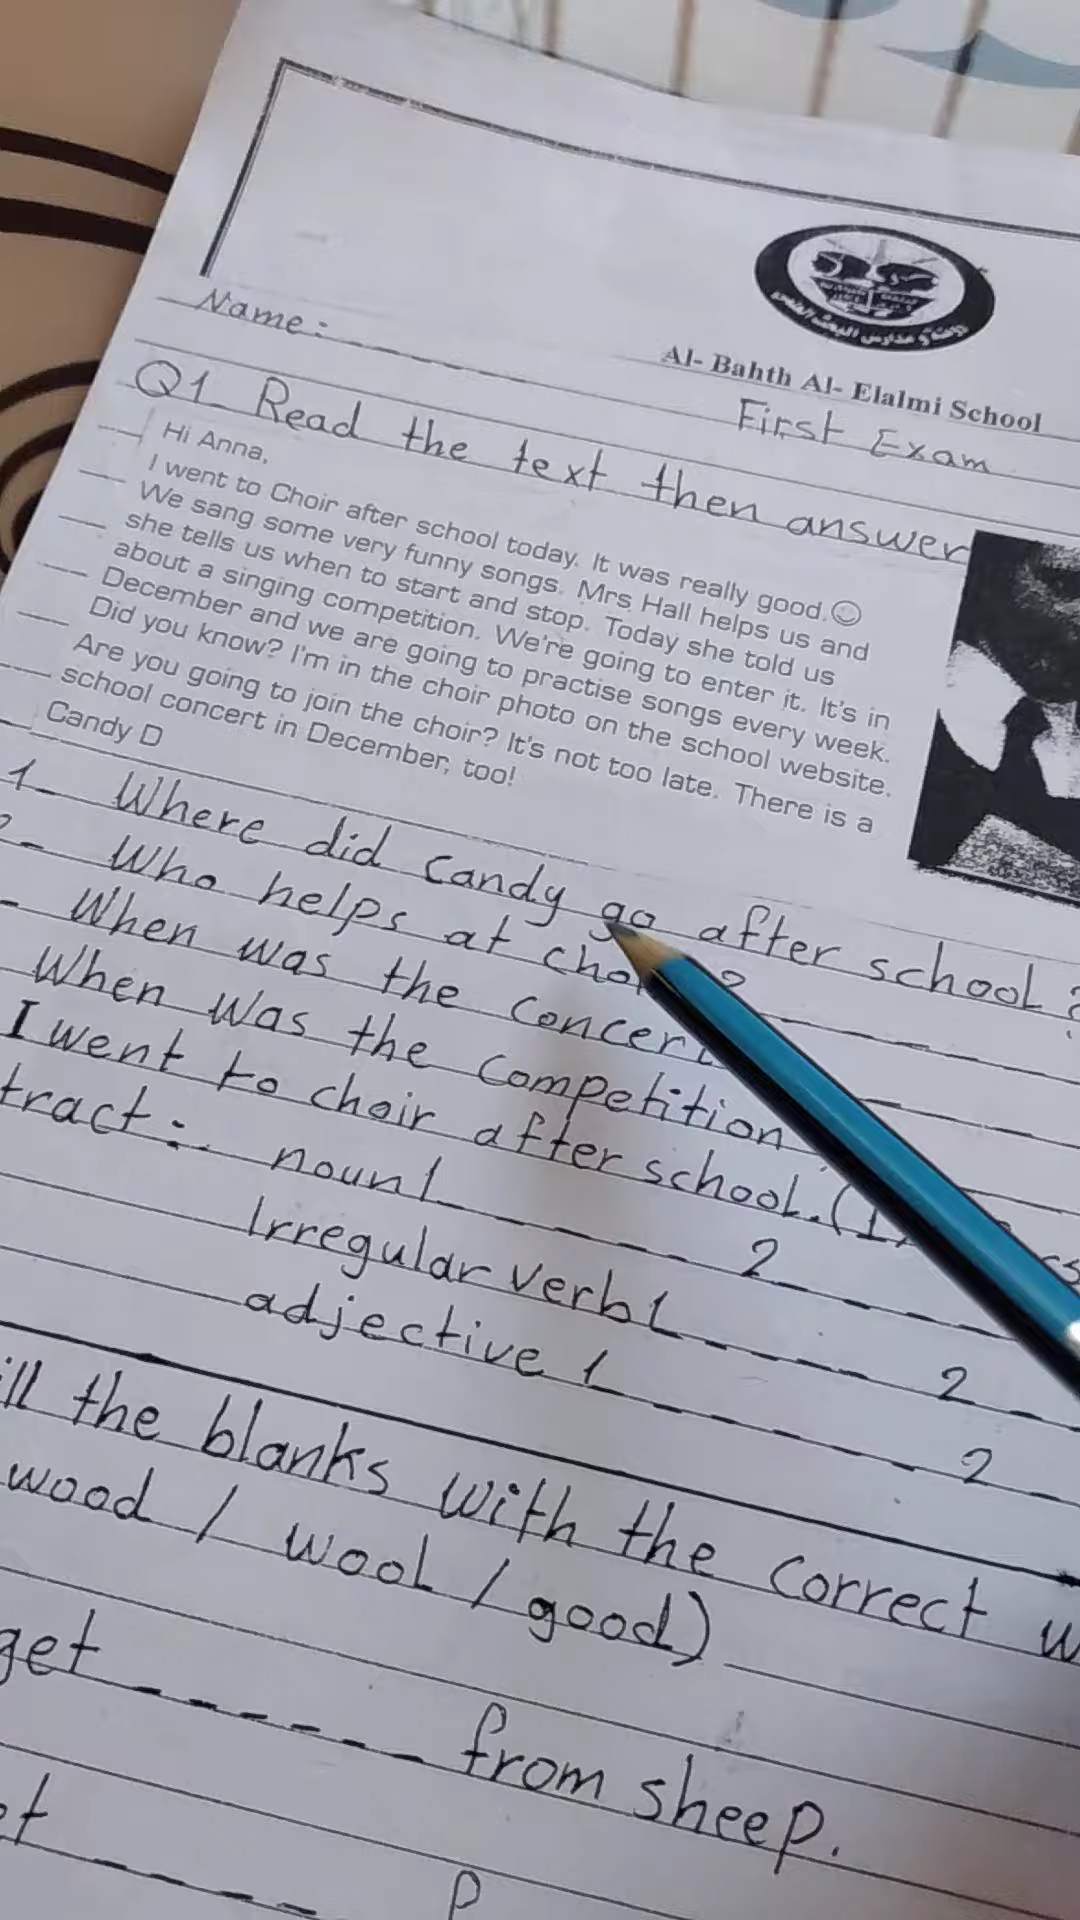 Al- Bahth Al- Elalmi School
Name:
First Exam
Q1_ Read the text then answer
Hi Anna,
I went to Choir after school today. It was really good.☺
We sang some very funny songs. Mrs Hall helps us and
she tells us when to start and stop. Today she told us
about a singing competition. We're going to enter it. It's in
December and we are going to practise songs every week.
Did you know? I'm in the choir photo on the school website.
Are you going to join the choir? It's not too late. There is a
school concert in December, too!
Candy D
1_ Where did Candy go after school?
- Who helps at ?
- When was the
When was the Competition
I went to choir after school.
tract:- noun 1 2
Irregular verb 1 2
adjective 1 2
ill the blanks with the correct
wood / wool / good)
get from sheep.